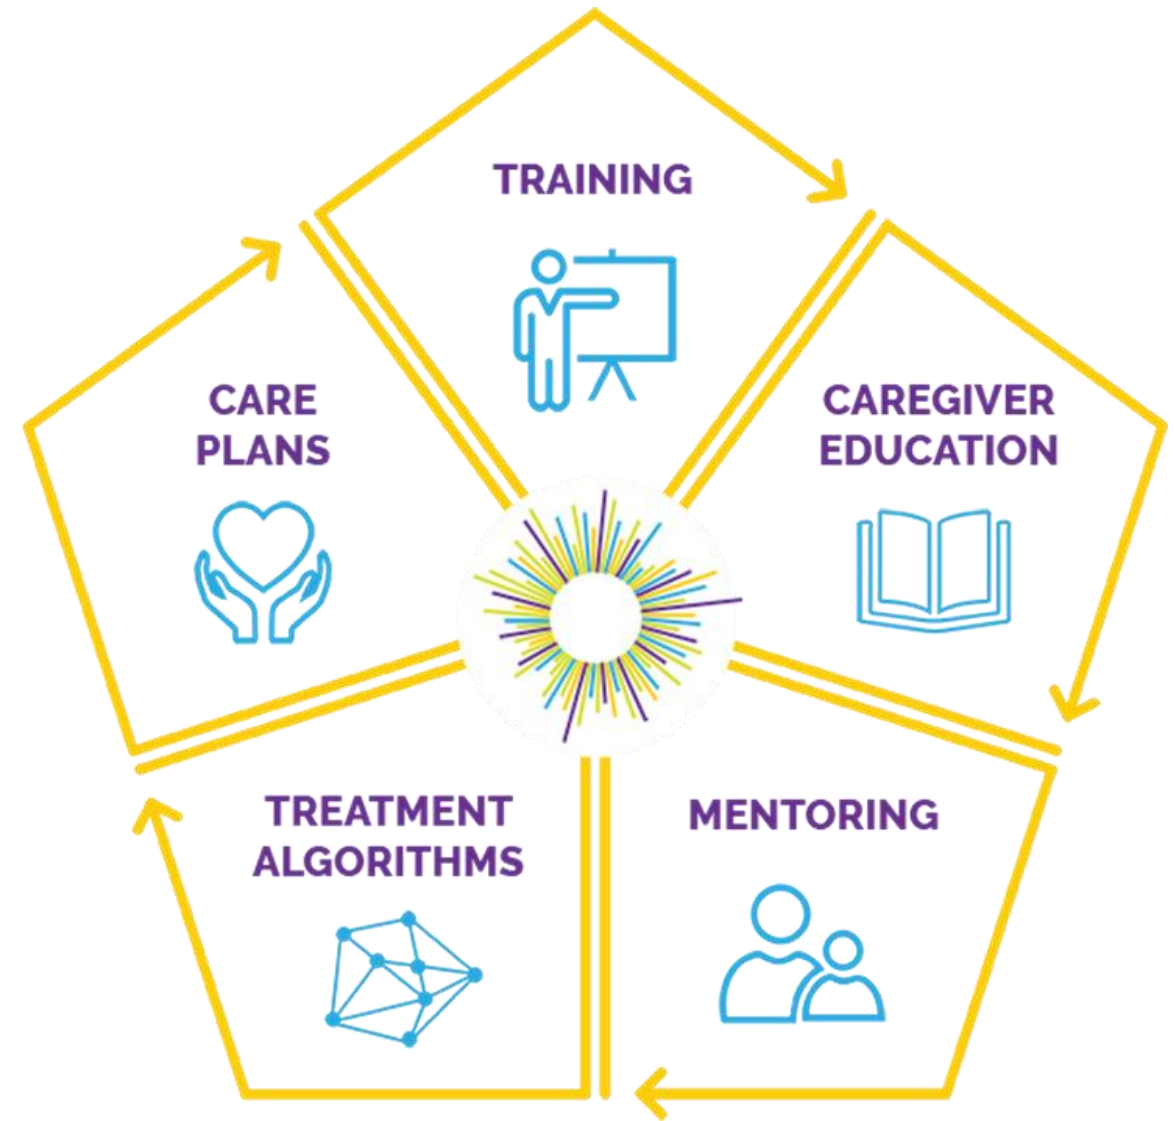 TRAINING
CAREGIVER
EDUCATION
MENTORING
TREATMENT
ALGORITHMS
CARE
PLANS